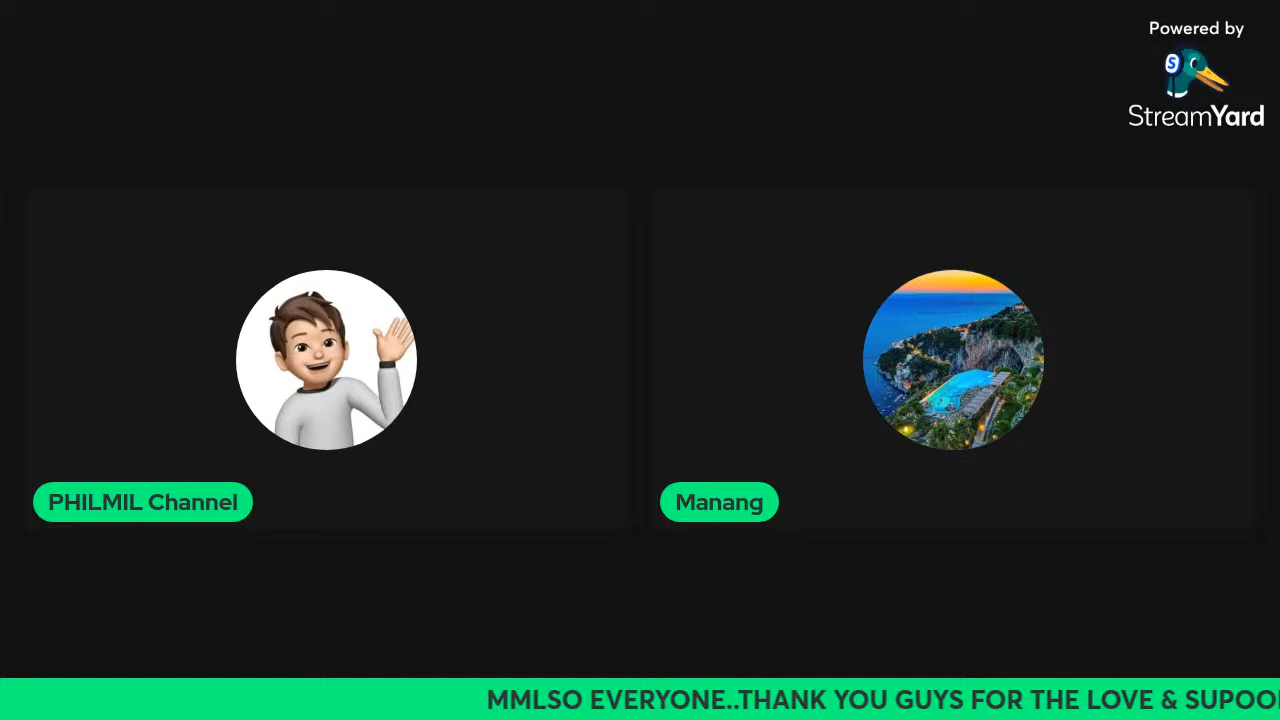 Powered by
S
StreamYard
PHILMIL Channel
Manang
MMLSO EVERYONE..THANK YOU GUYS FOR THE LOVE & SUPOO